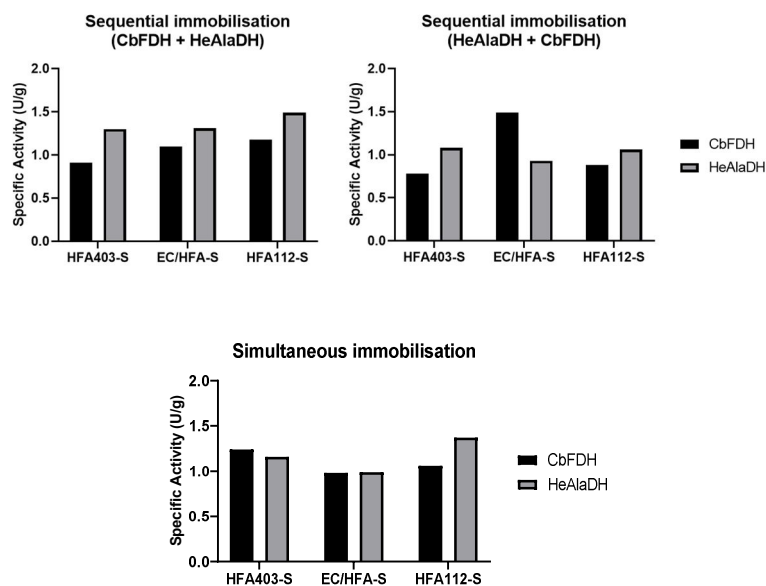 Sequential immobilisation
(CbFDH + HeAlaDH)
Specific Activity (U/g)
2.0
1.5
1.0
0.5
0.0
HFA403-S EC/HFA-S HFA112-S
Sequential immobilisation
(HeAlaDH + CbFDH)
Specific Activity (U/g)
2.0
1.5
1.0
0.5
0.0
HFA403-S EC/HFA-S HFA112-S
CbFDH
HeAlaDH
Simultaneous immobilisation
Specific Activity (U/g)
2.0
1.5
1.0
0.5
0.0
HFA403-S EC/HFA-S HFA112-S
CbFDH
HeAlaDH